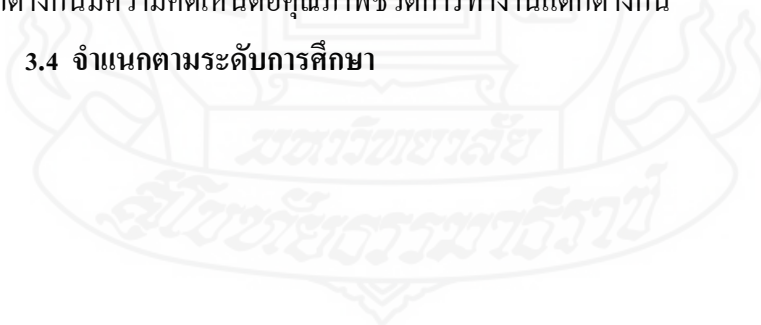 ต่างกันมีความคิดเห็นต่อคุณภาพชีวิตการทำงานแตกต่างกัน
3.4 จำแนกตามระดับการศึกษา
มหาวิทยาลัย
สุโขทัยธรรมาธิราช